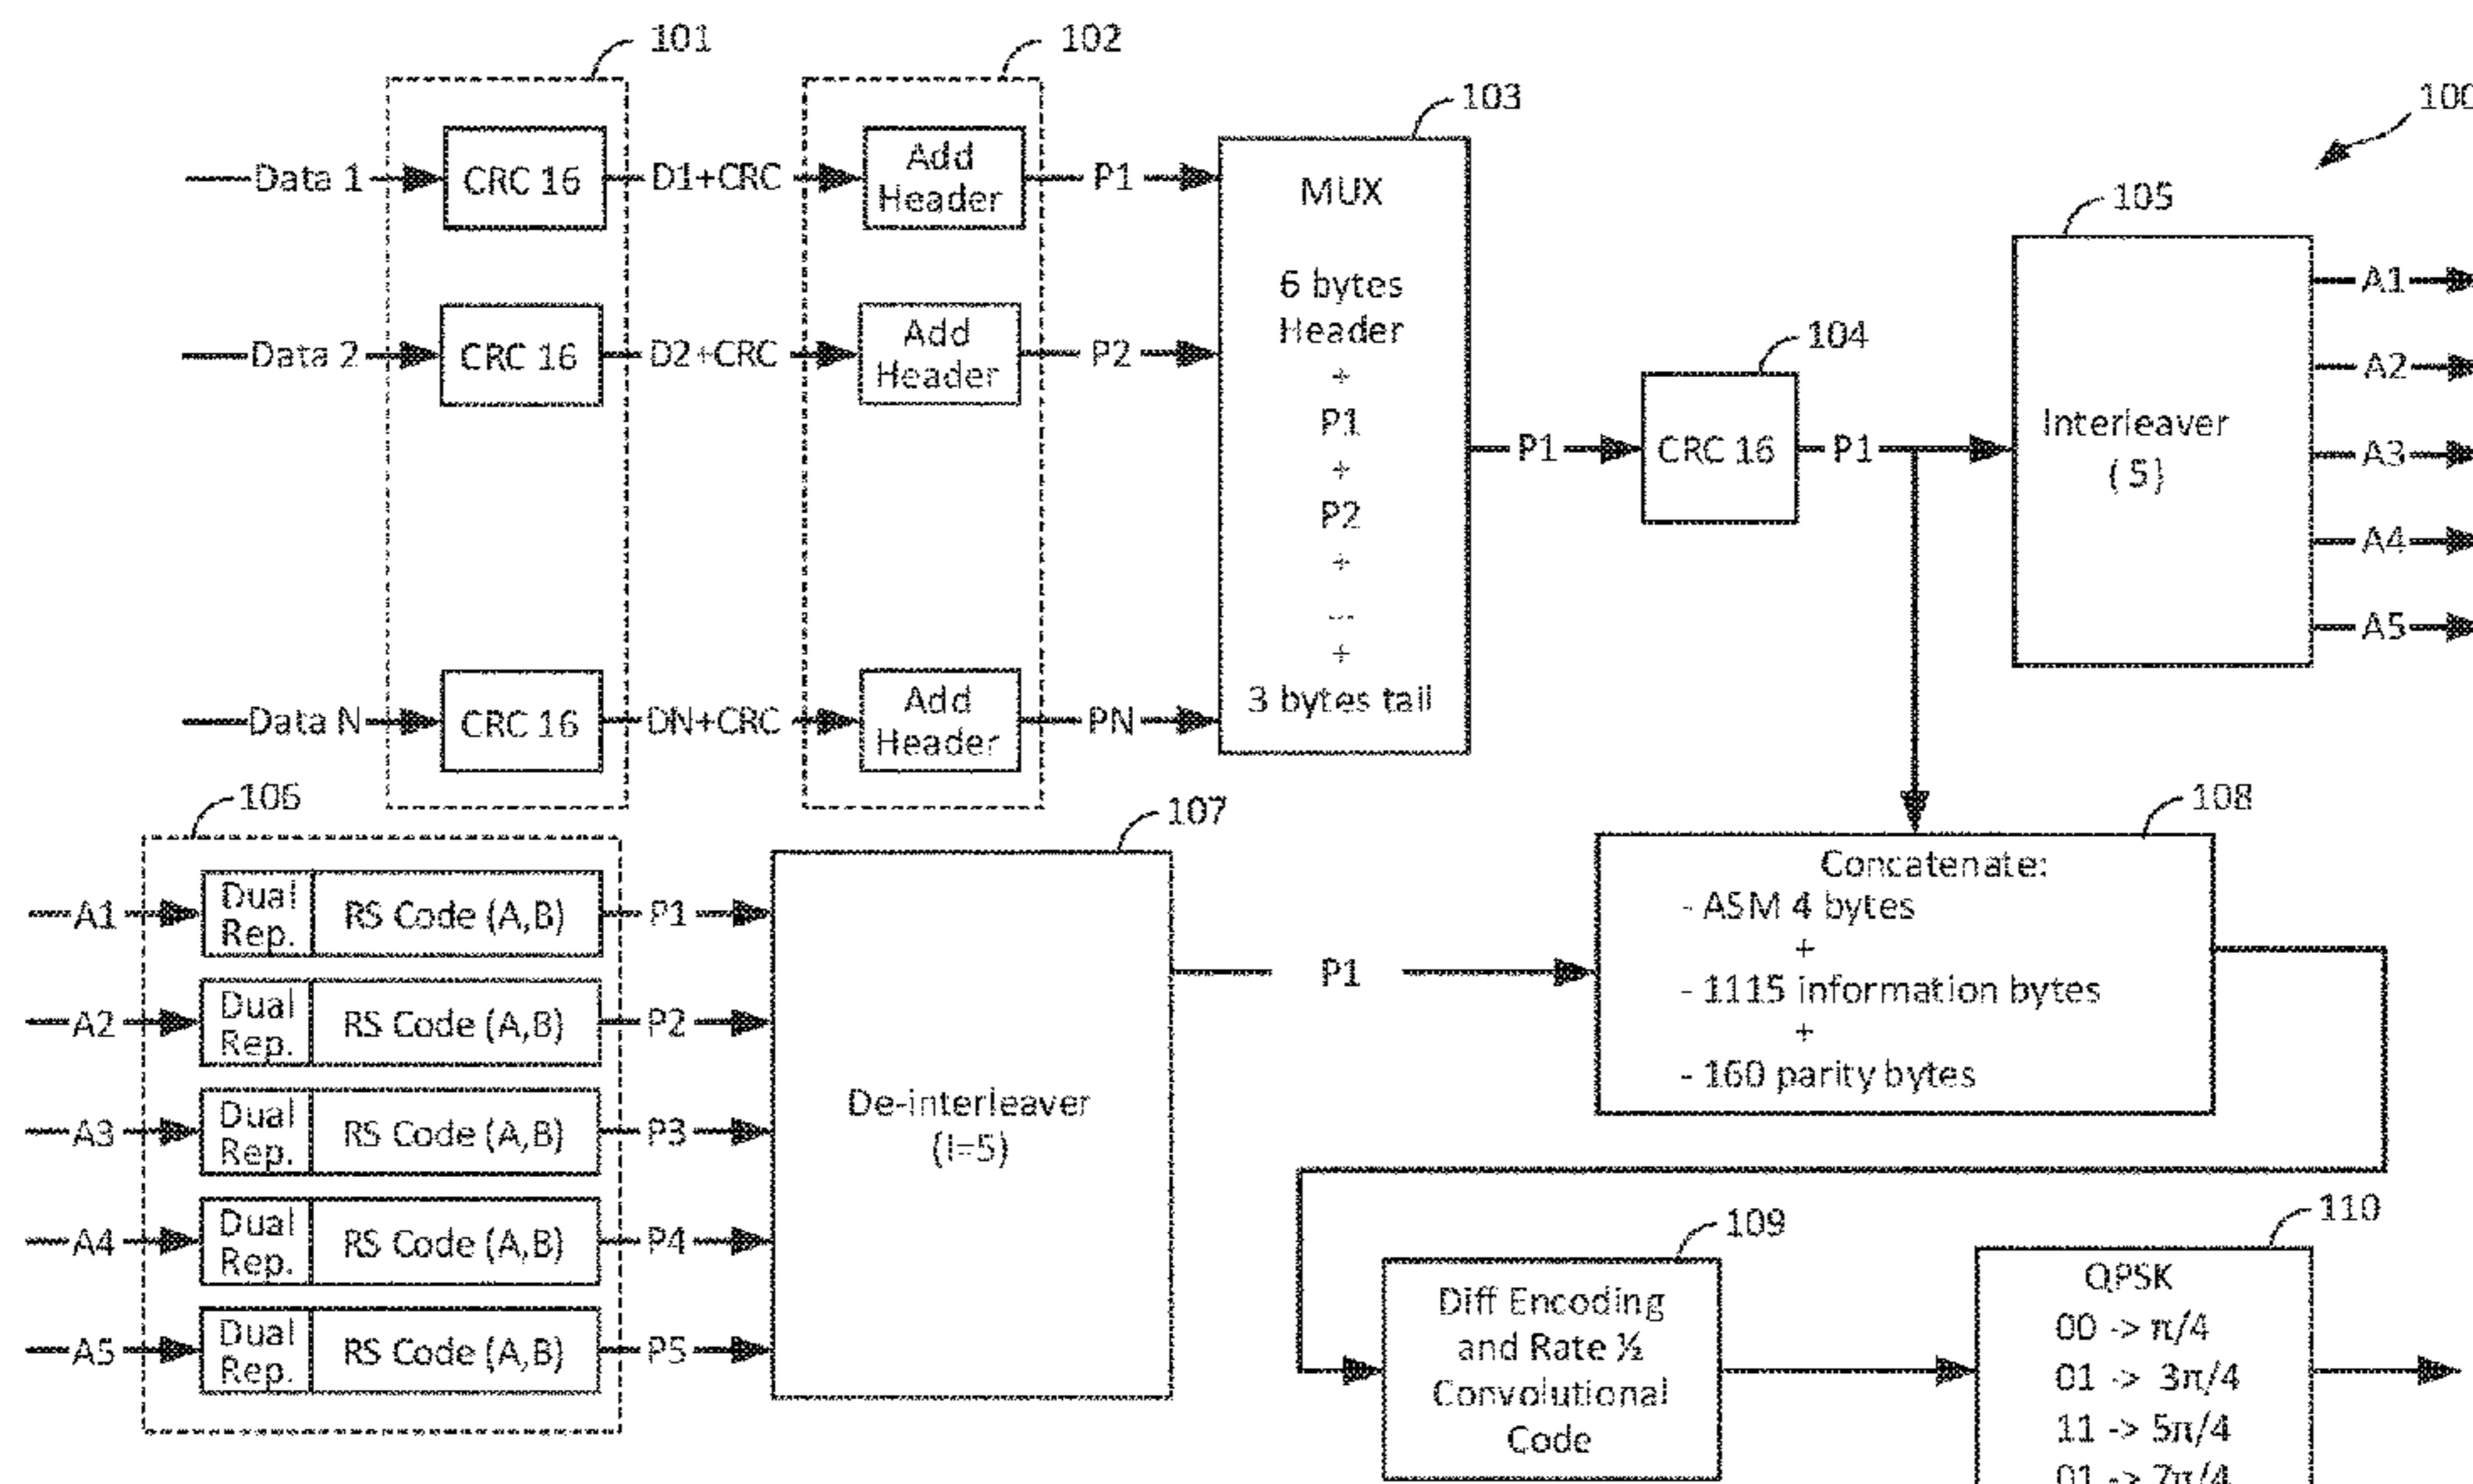 101
102
103
100
Data 1
CRC 16
D1+CRC
Add
Header
P1
MUX
6 bytes
Header
+
P1
+
P2
+
...
+
3 bytes tail
Data 2
CRC 16
D2+CRC
Add
Header
P2
Data N
CRC 16
DN+CRC
Add
Header
PN
P1
104
CRC 16
P1
105
Interleaver
( 5)
A1
A2
A3
A4
A5
106
A1
Dual
Rep.
RS Code (A,B)
P1
A2
Dual
Rep.
RS Code (A,B)
P2
A3
Dual
Rep.
RS Code (A,B)
P3
A4
Dual
Rep.
RS Code (A,B)
P4
A5
Dual
Rep.
RS Code (A,B)
P5
107
De-interleaver
(I=5)
P1
108
Concatenate:
- ASM 4 bytes
+
- 1115 information bytes
+
- 160 parity bytes
109
Diff Encoding
and Rate ½
Convolutional
Code
110
QPSK
00 -> π/4
01 -> 3π/4
11 -> 5π/4
01 -> 7π/4